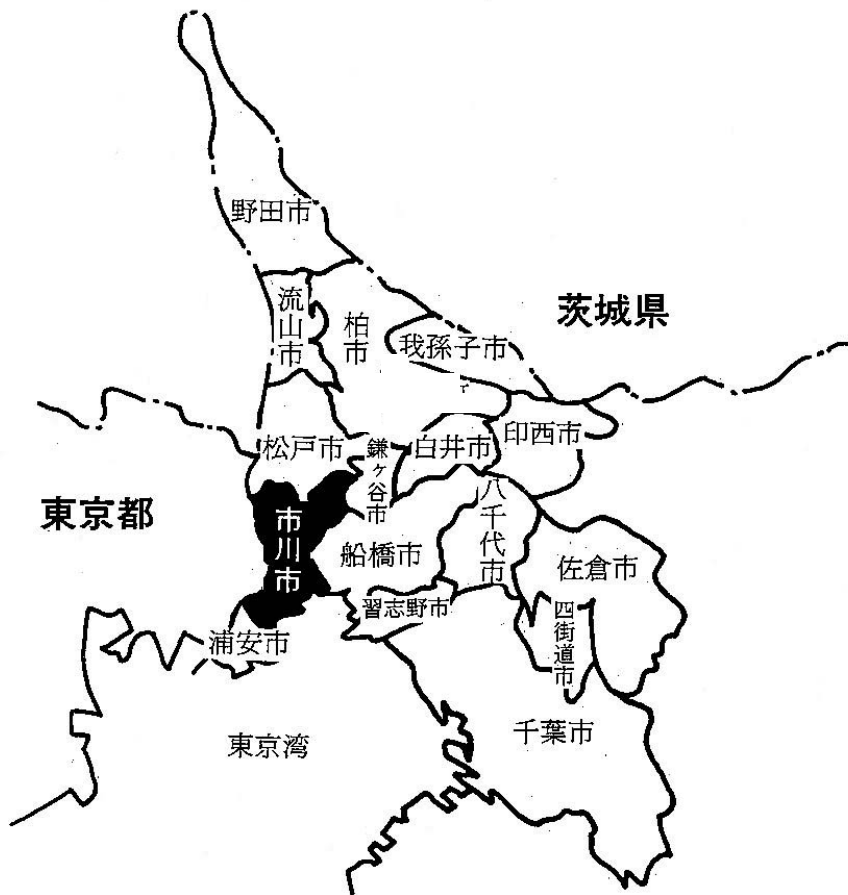 野田市
流山市
柏市
我孫子市
茨城県
松戸市
鎌ヶ谷市
白井市
印西市
東京都
市川市
船橋市
八千代市
佐倉市
習志野市
四街道市
浦安市
東京湾
千葉市